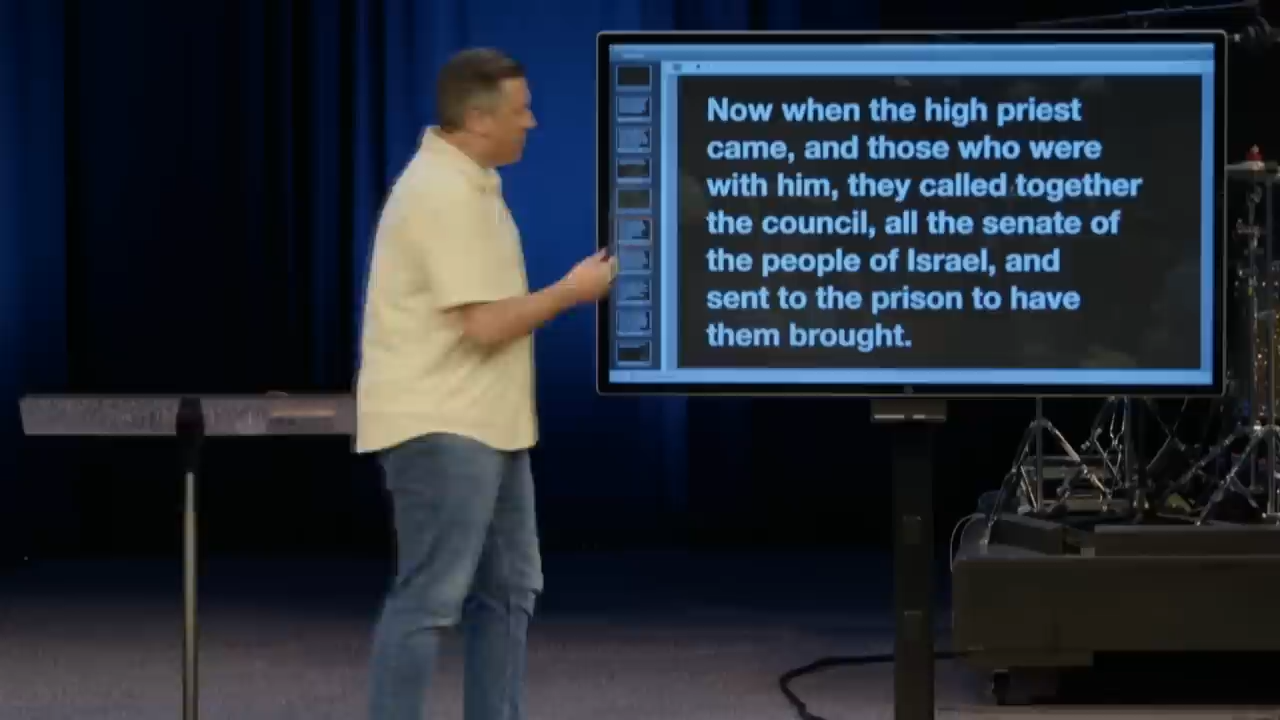 Now when the high priest
came, and those who were
with him, they called together
the council, all the senate of
the people of Israel, and
sent to the prison to have
them brought.